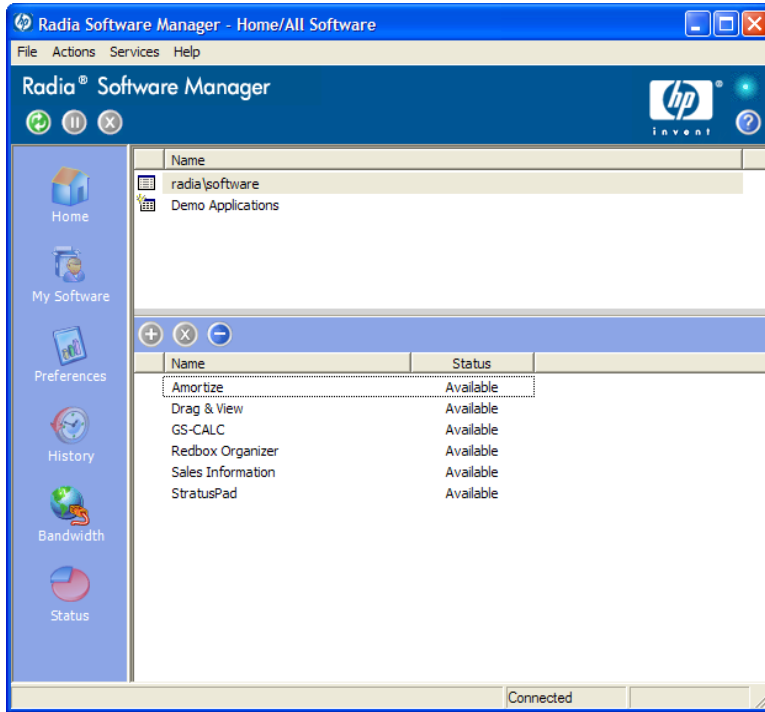 Radia Software Manager - Home/All Software
File Actions Services Help
Radia® Software Manager
hp ®
invent
?
Home
My Software
Preferences
History
Bandwidth
Status
Name
radia\software
Demo Applications
Name Status
Amortize Available
Drag & View Available
GS-CALC Available
Redbox Organizer Available
Sales Information Available
StratusPad Available
Connected